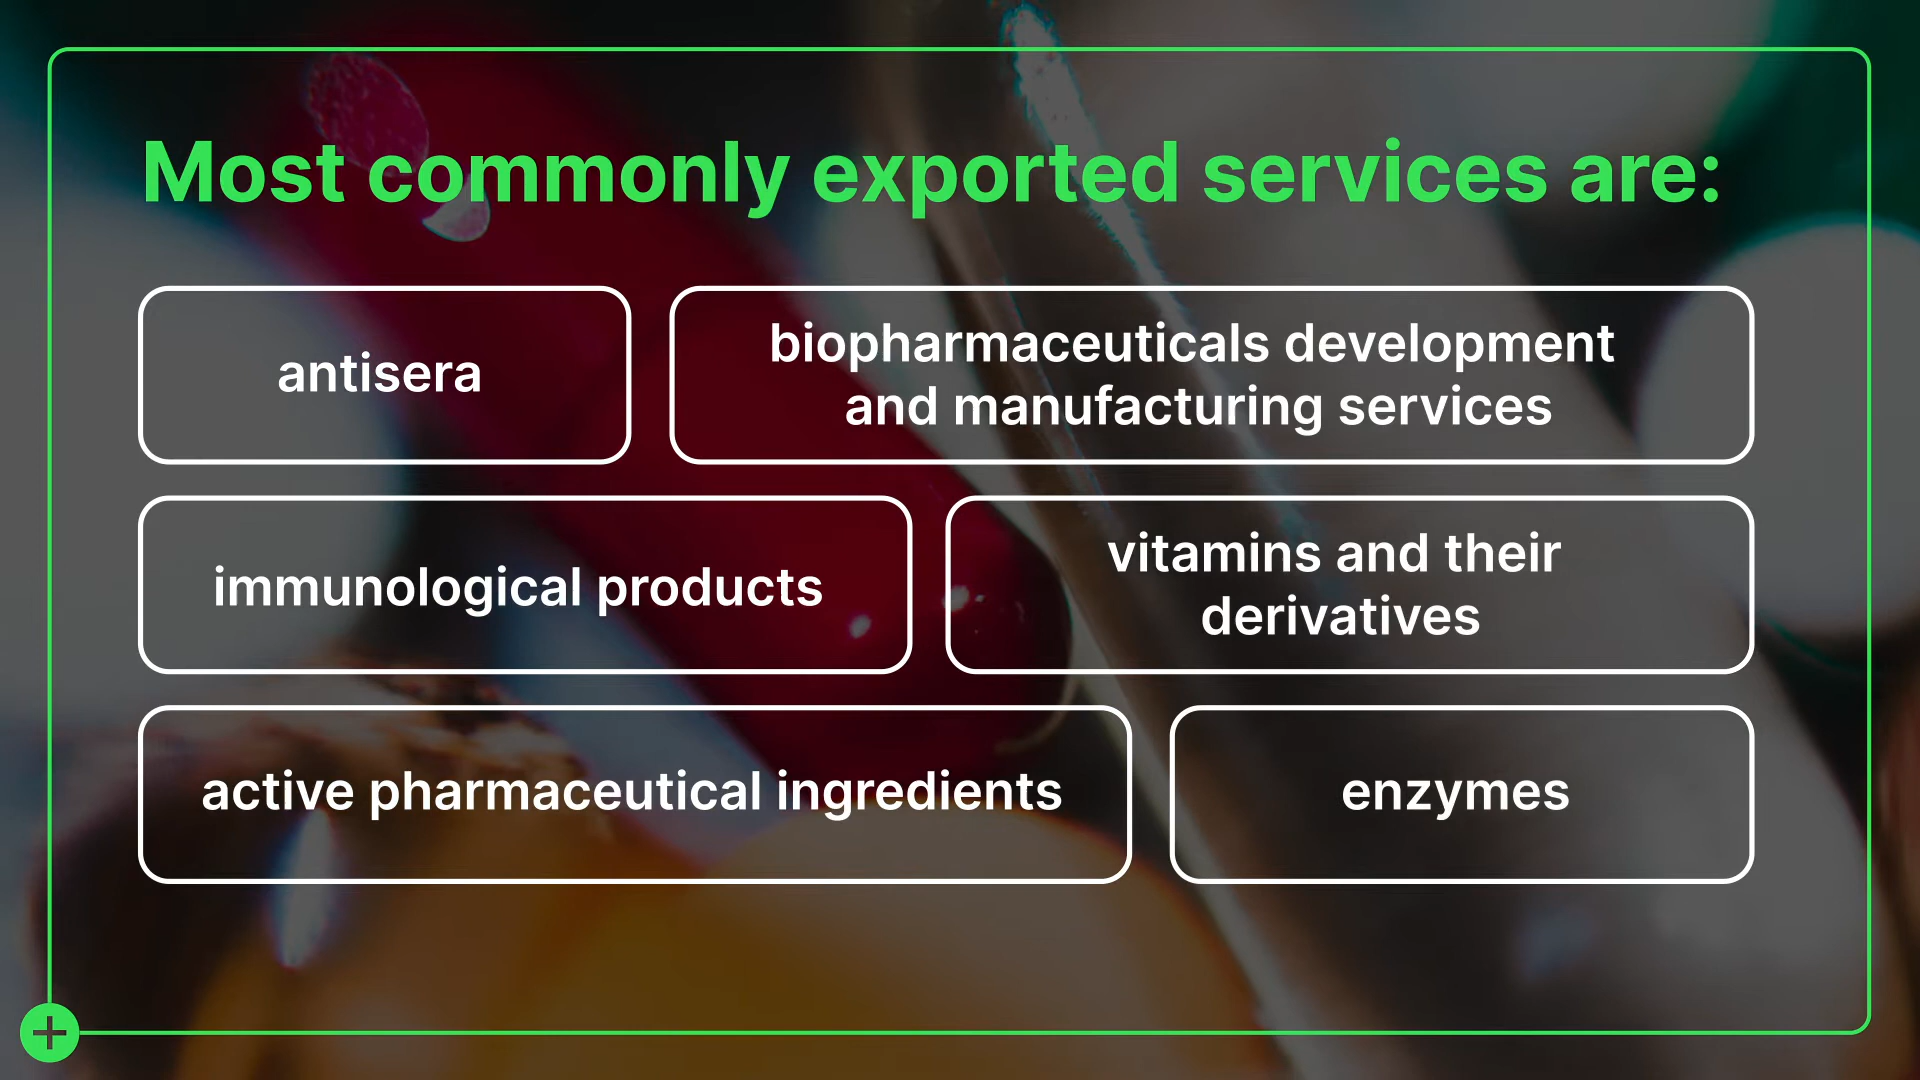 Most commonly exported services are:
antisera
biopharmaceuticals development
and manufacturing services
immunological products
vitamins and their
derivatives
active pharmaceutical ingredients
enzymes